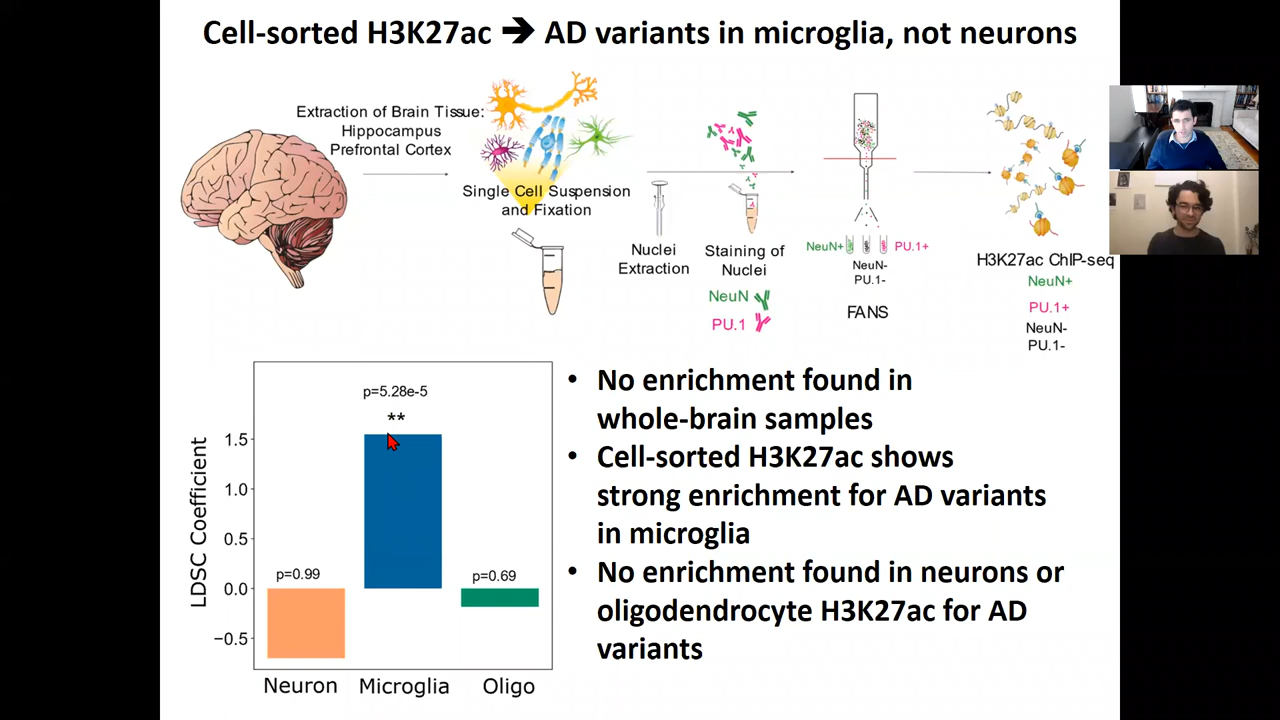 Cell-sorted H3K27ac ➔ AD variants in microglia, not neurons
Extraction of Brain Tissue:
Hippocampus
Prefrontal Cortex
Single Cell Suspension
and Fixation
Nuclei
Extraction
Staining of
Nuclei
NeuN
PU.1
NeuN+
PU.1+
NeuN-
PU.1-
FANS
H3K27ac ChIP-seq
NeuN+
PU.1+
NeuN-
PU.1-
LDSC Coefficient
1.5
1.0
0.5
0.0
−0.5
p=0.99
p=5.28e-5
**
p=0.69
Neuron
Microglia
Oligo
• No enrichment found in
whole-brain samples
• Cell-sorted H3K27ac shows
strong enrichment for AD variants
in microglia
• No enrichment found in neurons or
oligodendrocyte H3K27ac for AD
variants